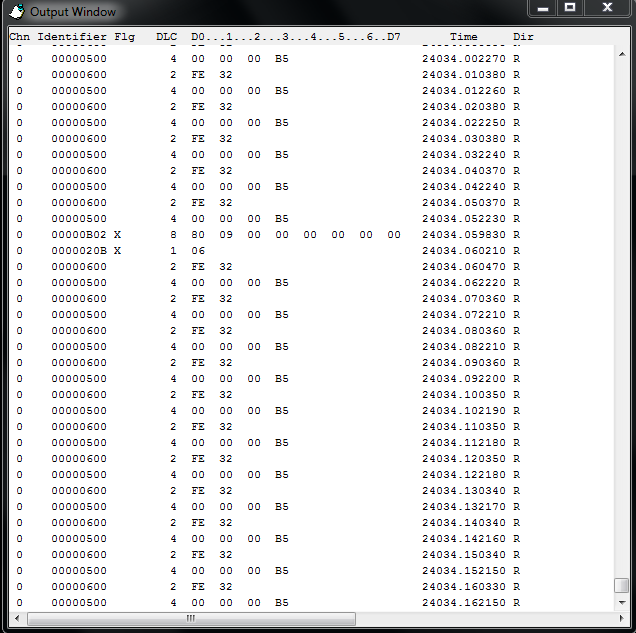 Output Window
Chn Identifier Flg DLC D0...1...2...3...4...5...6..D7 Time Dir
0 00000500 4 00 00 00 B5 24034.002270 R
0 00000600 2 FE 32 24034.010380 R
0 00000500 4 00 00 00 B5 24034.012260 R
0 00000600 2 FE 32 24034.020380 R
0 00000500 4 00 00 00 B5 24034.022250 R
0 00000600 2 FE 32 24034.030380 R
0 00000500 4 00 00 00 B5 24034.032240 R
0 00000600 2 FE 32 24034.040370 R
0 00000500 4 00 00 00 B5 24034.042240 R
0 00000600 2 FE 32 24034.050370 R
0 00000500 4 00 00 00 B5 24034.052230 R
0 00000B02 X 8 80 09 00 00 00 00 00 00 24034.059830 R
0 0000020B X 1 06 24034.060210 R
0 00000600 2 FE 32 24034.060470 R
0 00000500 4 00 00 00 B5 24034.062220 R
0 00000600 2 FE 32 24034.070360 R
0 00000500 4 00 00 00 B5 24034.072210 R
0 00000600 2 FE 32 24034.080360 R
0 00000500 4 00 00 00 B5 24034.082210 R
0 00000600 2 FE 32 24034.090360 R
0 00000500 4 00 00 00 B5 24034.092200 R
0 00000600 2 FE 32 24034.100350 R
0 00000500 4 00 00 00 B5 24034.102190 R
0 00000600 2 FE 32 24034.110350 R
0 00000500 4 00 00 00 B5 24034.112180 R
0 00000600 2 FE 32 24034.120350 R
0 00000500 4 00 00 00 B5 24034.122180 R
0 00000600 2 FE 32 24034.130340 R
0 00000500 4 00 00 00 B5 24034.132170 R
0 00000600 2 FE 32 24034.140340 R
0 00000500 4 00 00 00 B5 24034.142160 R
0 00000600 2 FE 32 24034.150340 R
0 00000500 4 00 00 00 B5 24034.152150 R
0 00000600 2 FE 32 24034.160330 R
0 00000500 4 00 00 00 B5 24034.162150 R